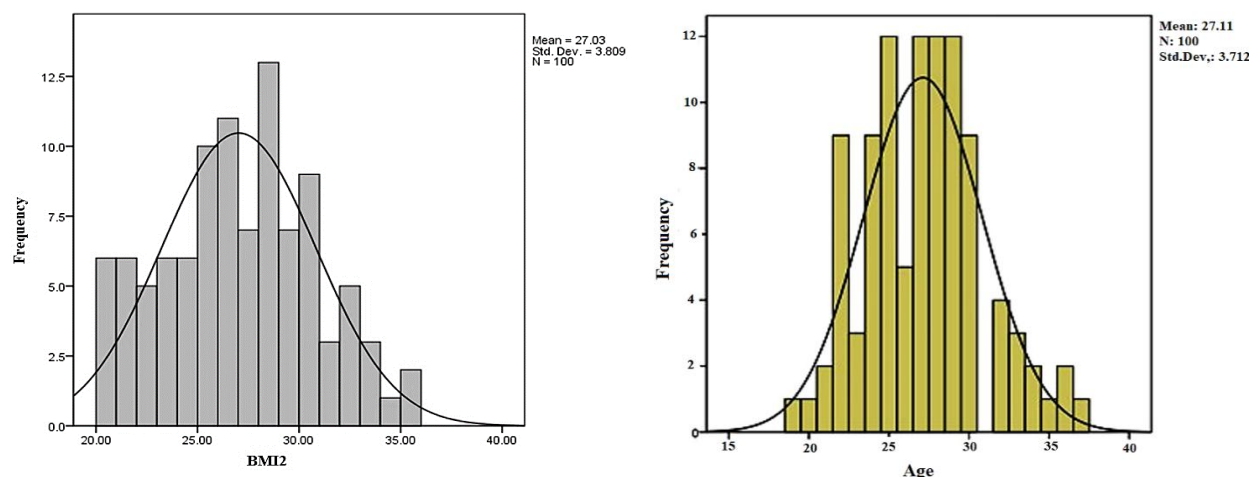 Mean = 27.03
Std. Dev. = 3.809
N = 100
Frequency
12.5
10.0
7.5
5.0
2.5
0.0
20.00 25.00 30.00 35.00 40.00
BMI2
Mean: 27.11
N: 100
Std.Dev,: 3.712
Frequency
12
10
8
6
4
2
0
15 20 25 30 35 40
Age